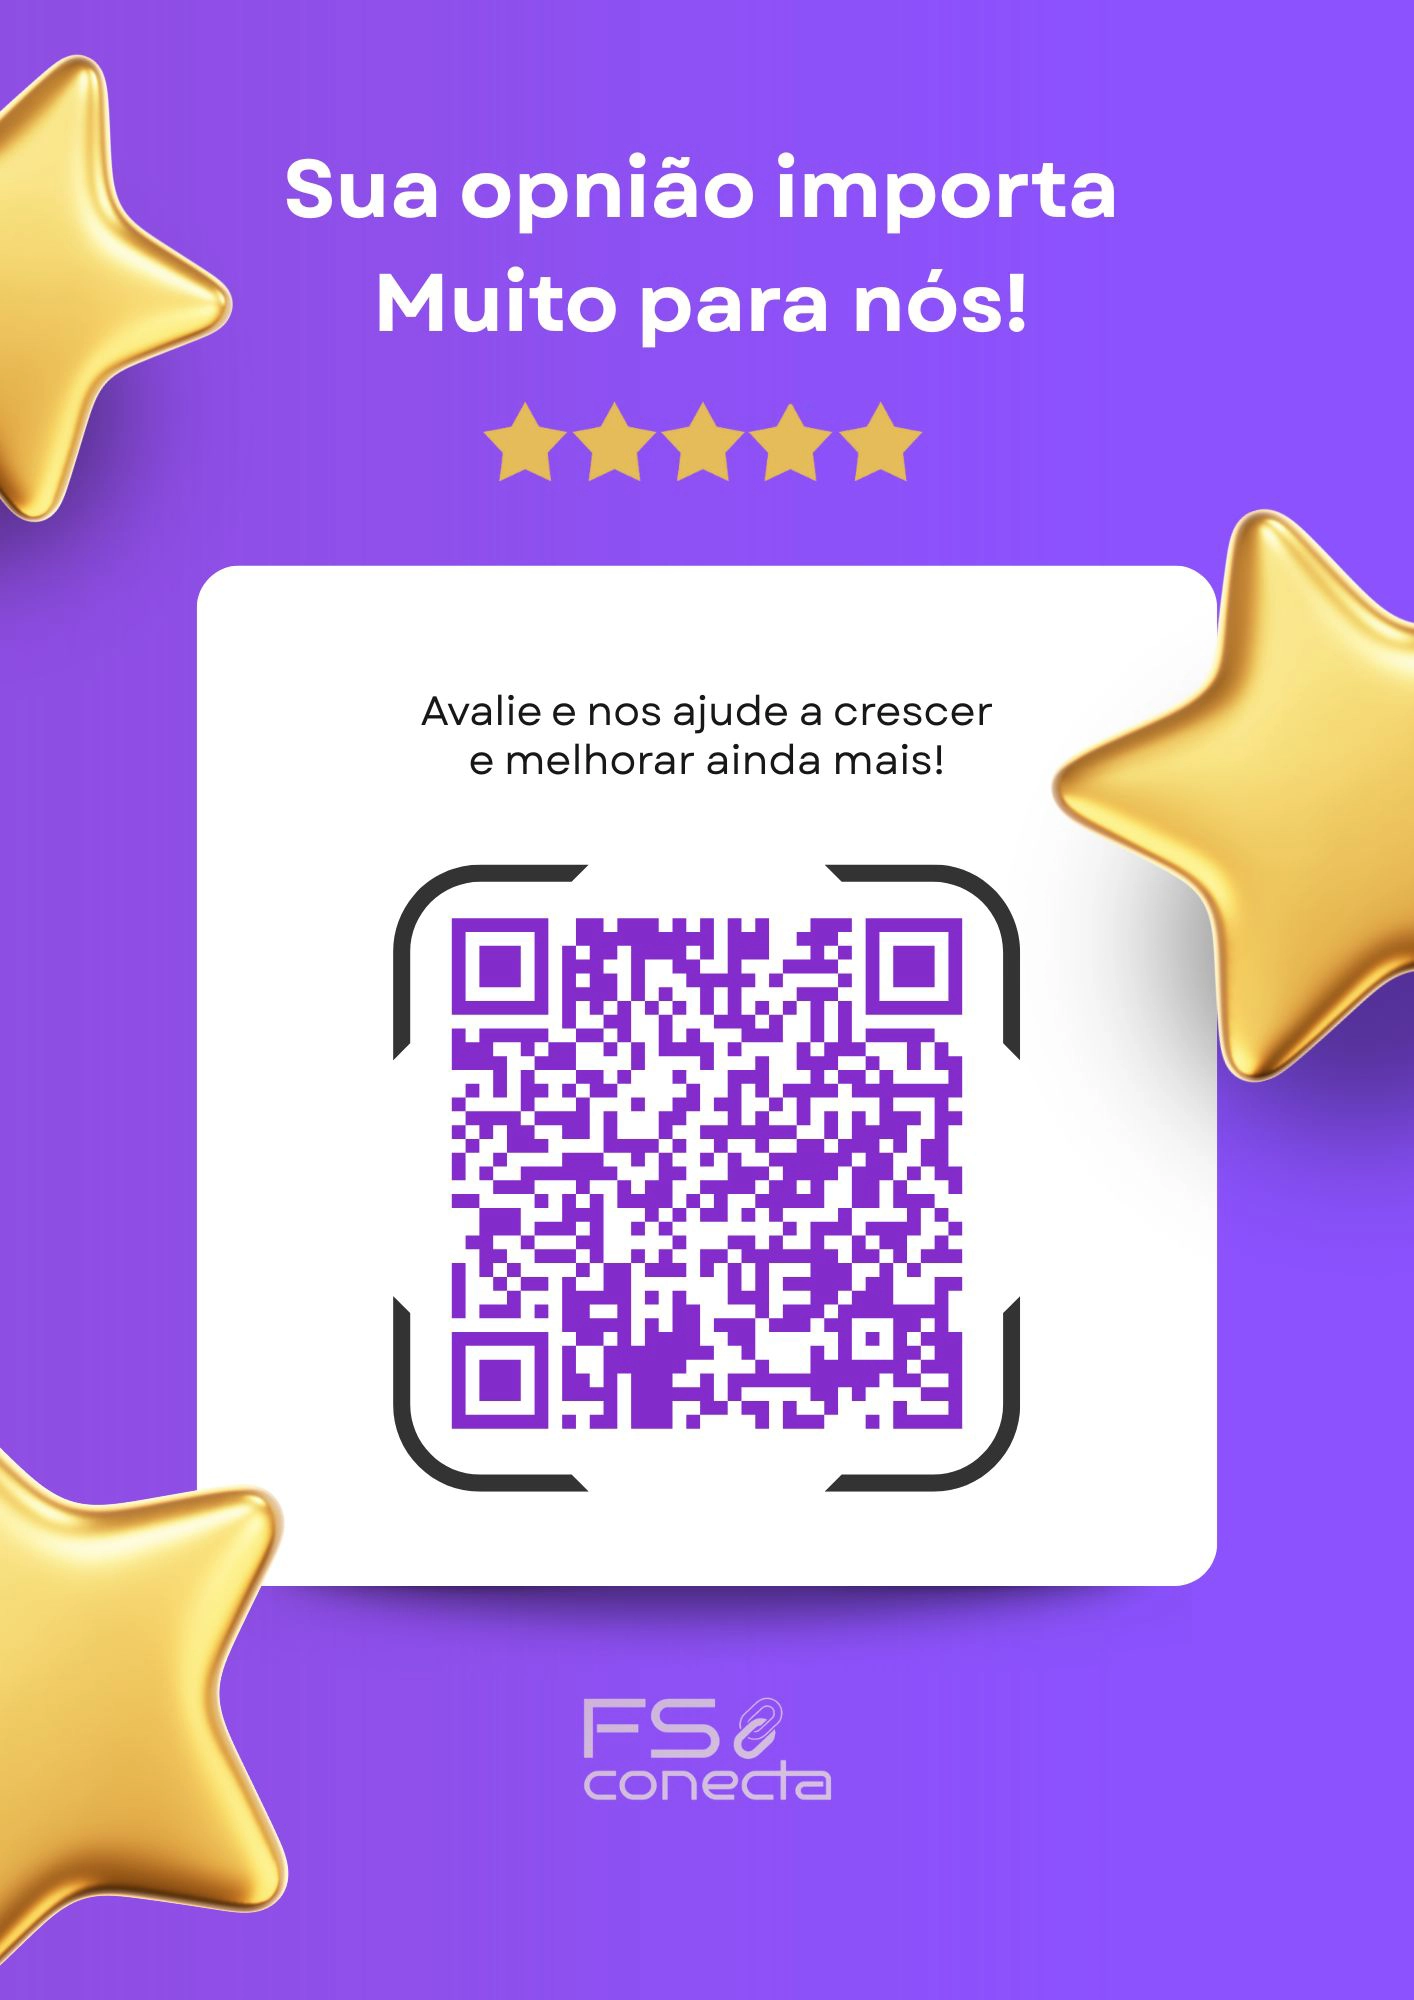 Sua opnião importa
Muito para nós!
Avalie e nos ajude a crescer
e melhorar ainda mais!
FS
conecta